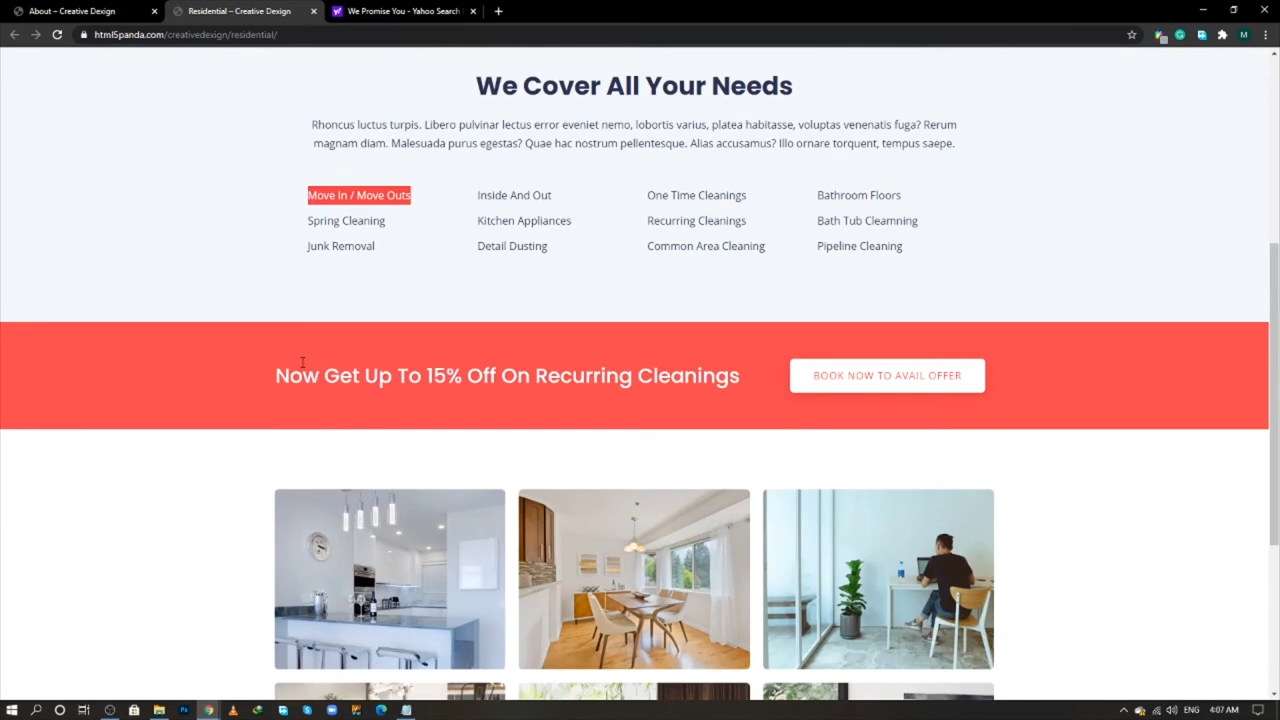 About – Creative Design
Residential – Creative Design
We Promise You - Yahoo Search
html5panda.com/creativedesign/residential/
M
We Cover All Your Needs
Rhoncus luctus turpis. Libero pulvinar lectus error eveniet nemo, lobortis varius, platea habitasse, voluptas venenatis fuga? Rerum
magnam diam. Malesuada purus egestas? Quae hac nostrum pellentesque. Alias accusamus? Illo ornare torquent, tempus saepe.
Move In / Move Outs
Inside And Out
One Time Cleanings
Bathroom Floors
Spring Cleaning
Kitchen Appliances
Recurring Cleanings
Bath Tub Cleamning
Junk Removal
Detail Dusting
Common Area Cleaning
Pipeline Cleaning
Now Get Up To 15% Off On Recurring Cleanings
BOOK NOW TO AVAIL OFFER
ENG
4:07 AM